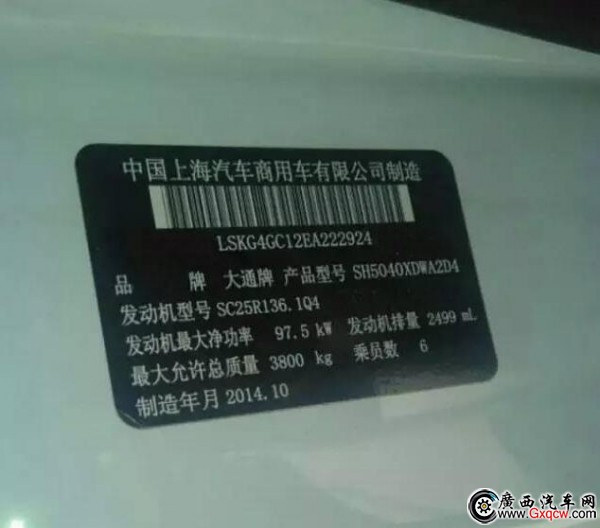 中国上海汽车商用车有限公司制造
LSKG4GC12EA222924
品 牌 大通牌 产品型号 SH5040XDWA2D4
发动机型号 SC25R136.1Q4
发动机最大净功率 97.5 kW 发动机排量 2499 mL
最大允许总质量 3800 kg 乘员数 6
制造年月 2014.10
廣西汽车网
www.Gxqcw.com